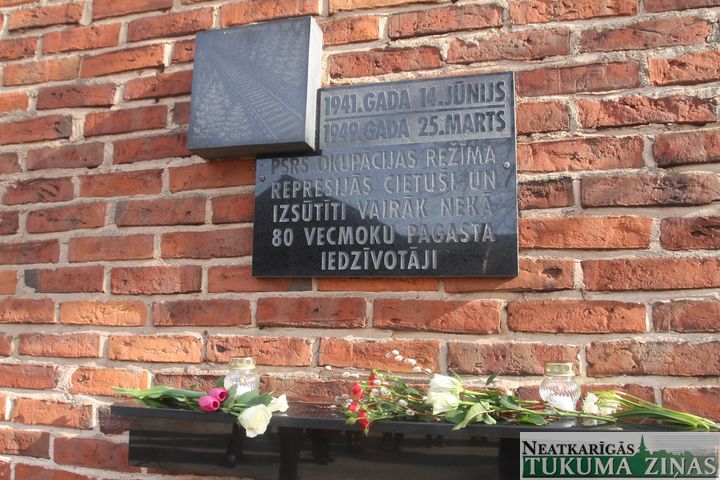 1941. GADA 14. JŪNIJS
1949. GADA 25. MARTS
PSRS OKUPĀCIJAS REŽĪMA
REPRESIJĀS CIETUŠI UN
IZSŪTĪTI VAIRĀK NEKĀ
80 VECMOKU PAGASTA
IEDZĪVOTĀJI
NEATKARĪGĀS
TUKUMA ZIŅAS